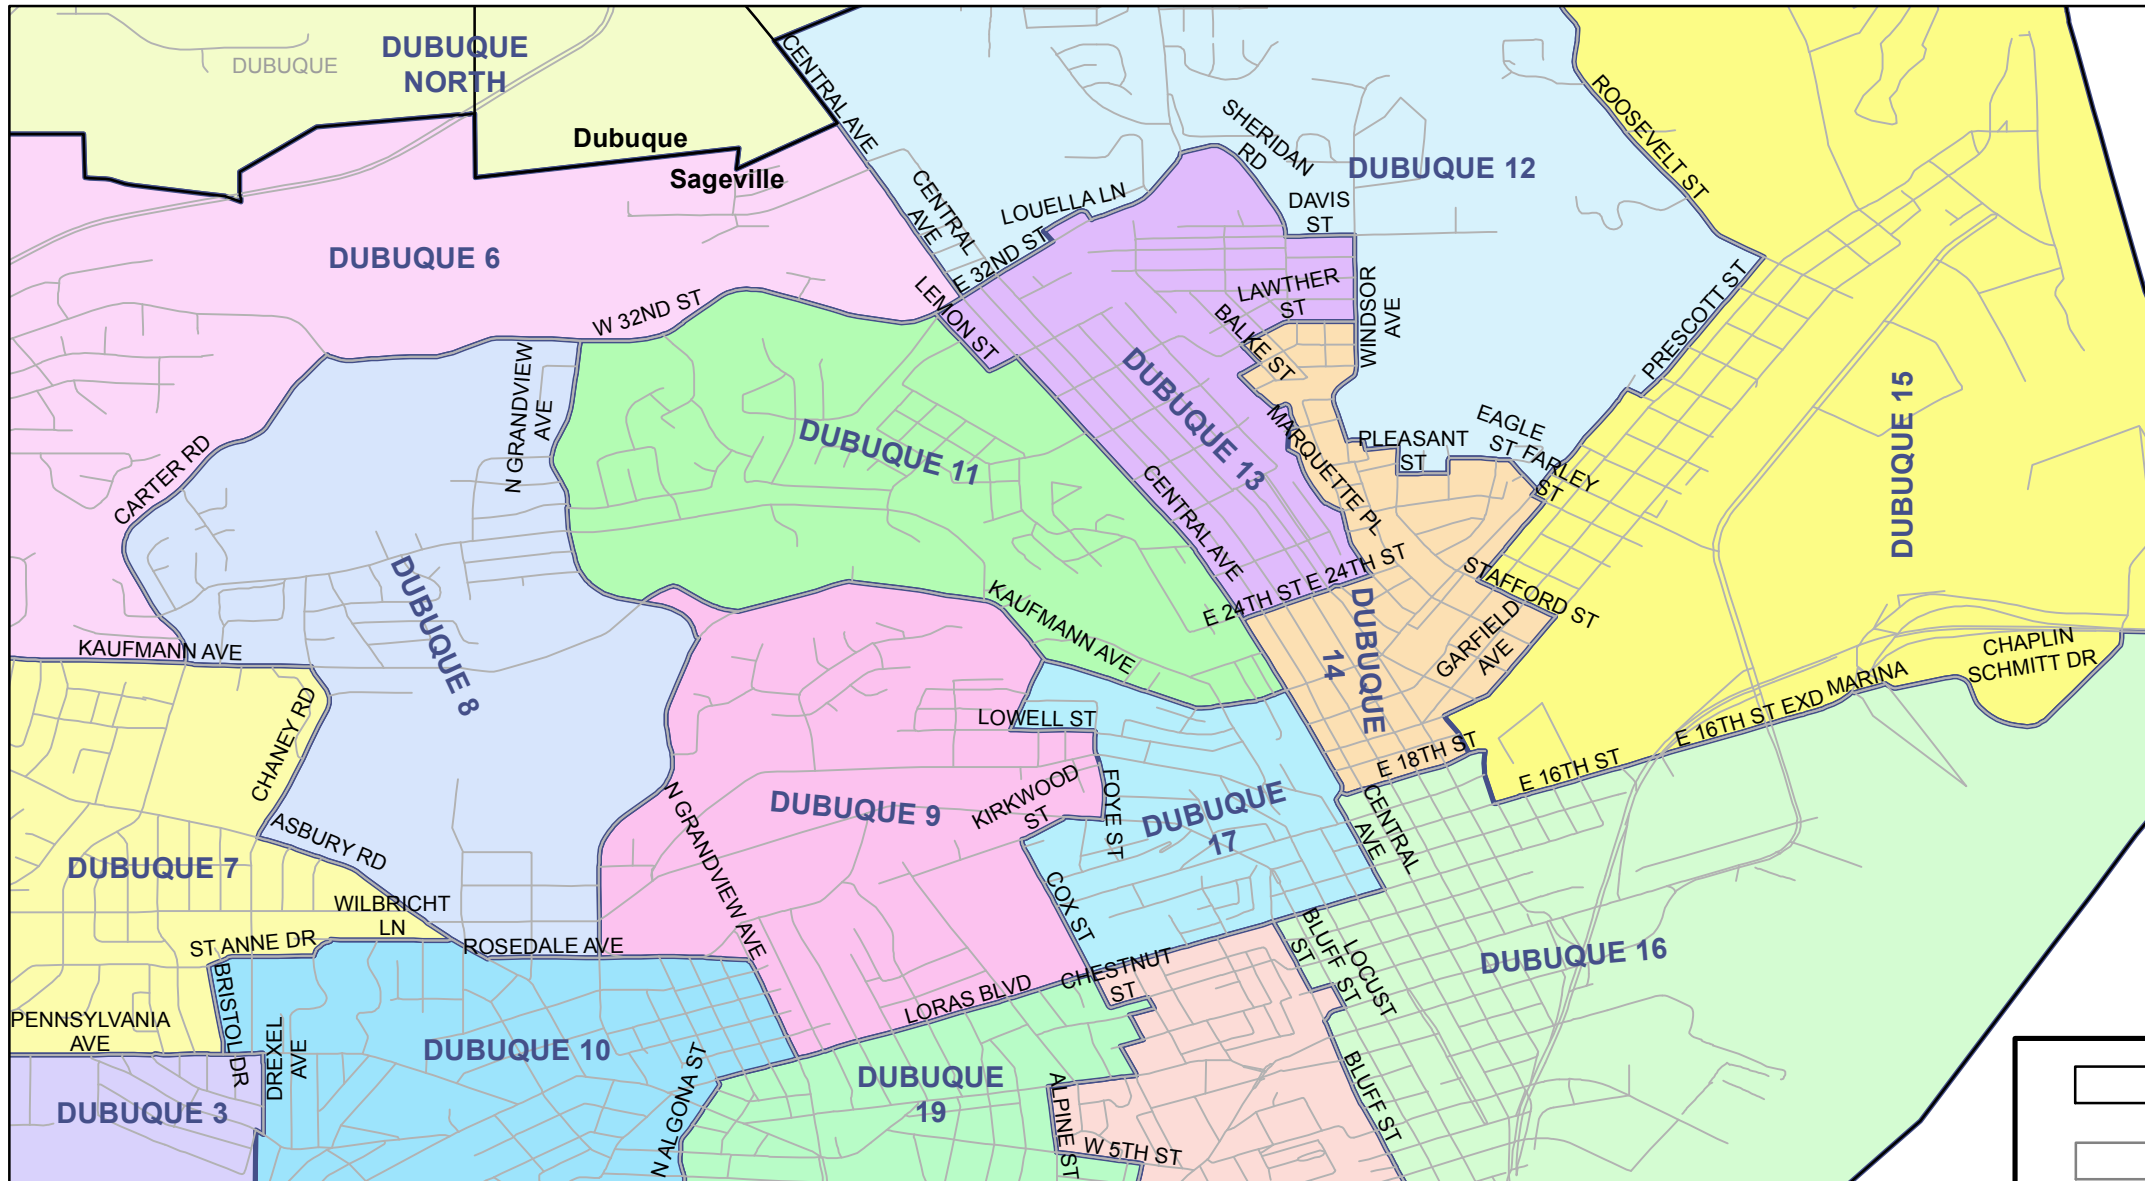 DUBUQUE
NORTH
DUBUQUE
CENTRAL AVE
ROOSEVELT ST
SHERIDAN
RD
Dubuque
Sageville
DUBUQUE 12
DAVIS
ST
LOUELLA LN
CENTRAL
AVE
E 32ND ST
DUBUQUE 6
LEMON ST
W 32ND ST
LAWTHER
ST
WINDSOR
AVE
BALKE ST
PRESCOTT ST
N GRANDVIEW
AVE
DUBUQUE 13
DUBUQUE 11
DUBUQUE 15
CARTER RD
MARQUETTE PL
PLEASANT
ST
EAGLE
ST
FARLEY
ST
CENTRAL AVE
E 24TH ST
E 24TH ST
STAFFORD ST
DUBUQUE 8
KAUFMANN AVE
DUBUQUE
14
GARFIELD
AVE
KAUFMANN AVE
CHAPLIN
SCHMITT DR
MARINA
E 16TH ST EXD
CHANEY RD
LOWELL ST
E 18TH ST
E 16TH ST
N GRANDVIEW AVE
DUBUQUE 9
KIRKWOOD
ST
FOYE ST
DUBUQUE
17
CENTRAL
AVE
ASBURY RD
DUBUQUE 7
WILBRICHT
LN
COX ST
ST ANNE DR
ROSEDALE AVE
BLUFF ST
ST
LOCUST
DUBUQUE 16
CHESTNUT
ST
LORAS BLVD
BRISTOL DR
PENNSYLVANIA
AVE
DREXEL
AVE
DUBUQUE 10
N ALGONA ST
DUBUQUE
19
ALPINE ST
BLUFF ST
DUBUQUE 3
W 5TH ST